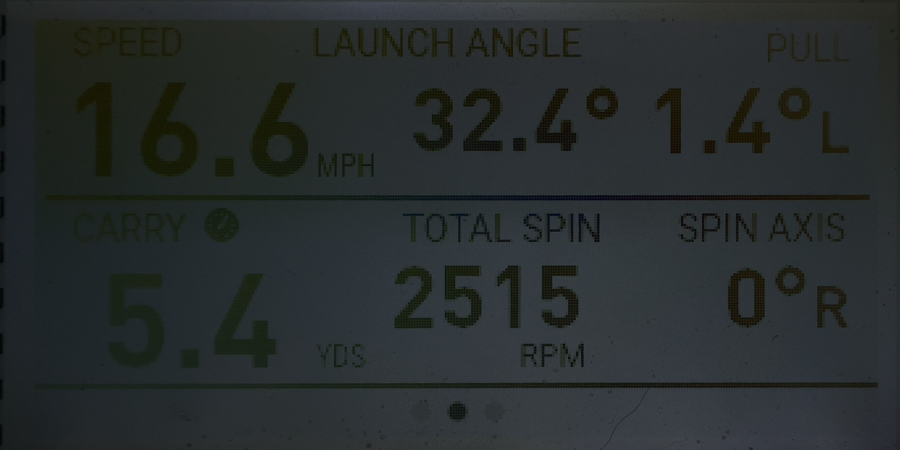 SPEED LAUNCH ANGLE PULL
16.6 MPH 32.4° 1.4° L
CARRY TOTAL SPIN SPIN AXIS
5.4 YDS 2515 RPM 0° R